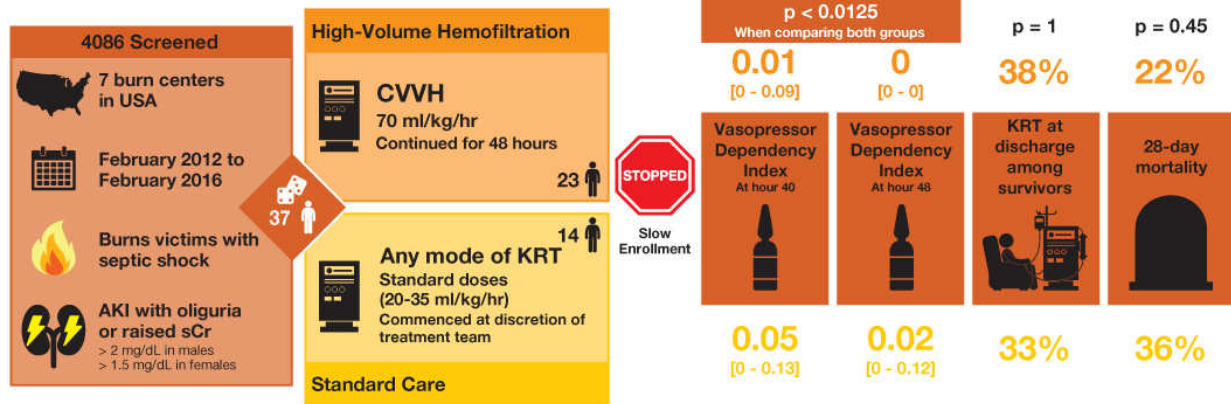 4086 Screened
7 burn centers
in USA
February 2012 to
February 2016
Burns victims with
septic shock
AKI with oliguria
or raised sCr
> 2 mg/dL in males
> 1.5 mg/dL in females
37
High-Volume Hemofiltration
CVVH
70 ml/kg/hr
Continued for 48 hours
23
14
Any mode of KRT
Standard doses
(20-35 ml/kg/hr)
Commenced at discretion of
treatment team
Standard Care
STOPPED
Slow
Enrollment
p < 0.0125
When comparing both groups
p = 1
p = 0.45
0.01
[0 - 0.09]
0
[0 - 0]
38%
22%
Vasopressor
Dependency
Index
At hour 40
Vasopressor
Dependency
Index
At hour 48
KRT at
discharge
among
survivors
28-day
mortality
0.05
[0 - 0.13]
0.02
[0 - 0.12]
33%
36%